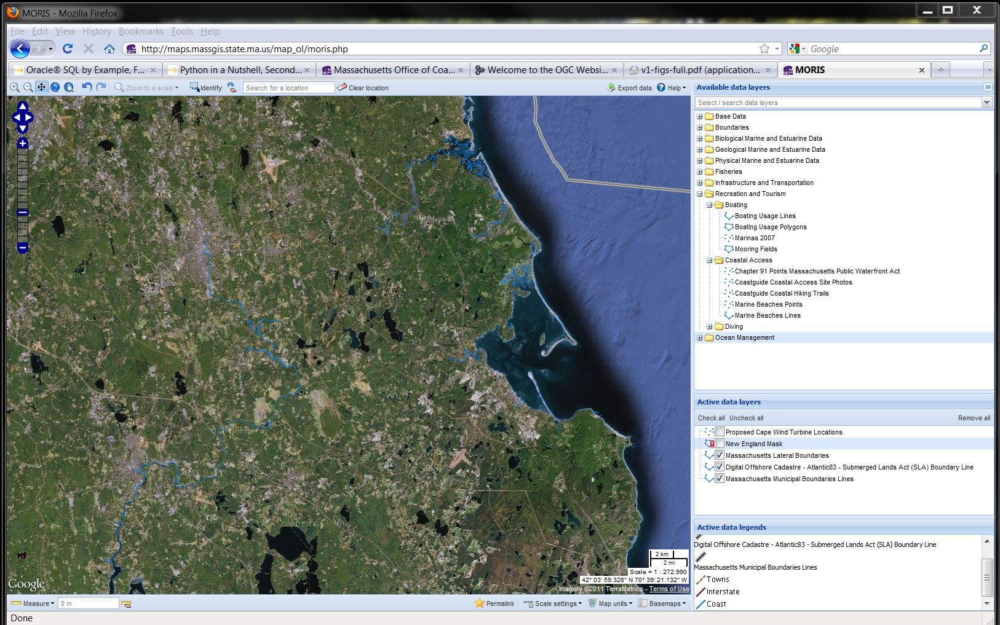 MORIS - Mozilla Firefox
File Edit View History Bookmarks Tools Help
CZM http://maps.massgis.state.ma.us/map_ol/moris.php Google
Oracle® SQL by Example, F... Python in a Nutshell, Second... CZM Massachusetts Office of Coa... Welcome to the OGC Websi... v1-figs-full.pdf (application... CZM MORIS
Zoom to a scale Identify Search for a location Clear location Export data Help
Available data layers
Select / search data layers
Base Data
Boundaries
Biological Marine and Estuarine Data
Geological Marine and Estuarine Data
Physical Marine and Estuarine Data
Fisheries
Infrastructure and Transportation
Recreation and Tourism
Boating
Boating Usage Lines
Boating Usage Polygons
Marinas 2007
Mooring Fields
Coastal Access
Chapter 91 Points Massachusetts Public Waterfront Act
Coastguide Coastal Access Site Photos
Coastguide Coastal Hiking Trails
Marine Beaches Points
Marine Beaches Lines
Diving
Ocean Management
Active data layers
Check all Uncheck all Remove all
Proposed Cape Wind Turbine Locations
New England Mask
Massachusetts Lateral Boundaries
Digital Offshore Cadastre - Atlantic83 - Submerged Lands Act (SLA) Boundary Line
Massachusetts Municipal Boundaries Lines
Active data legends
Digital Offshore Cadastre - Atlantic83 - Submerged Lands Act (SLA) Boundary Line
Massachusetts Municipal Boundaries Lines
Towns
Interstate
Coast
2 km
2 mi
Scale = 1 : 272,990
42° 03' 59.328" N 70° 39' 21.132" W
Google
Imagery ©2011 TerraMetrics - Terms of Use
Measure 0 m Permalink Scale settings Map units Basemaps
Done